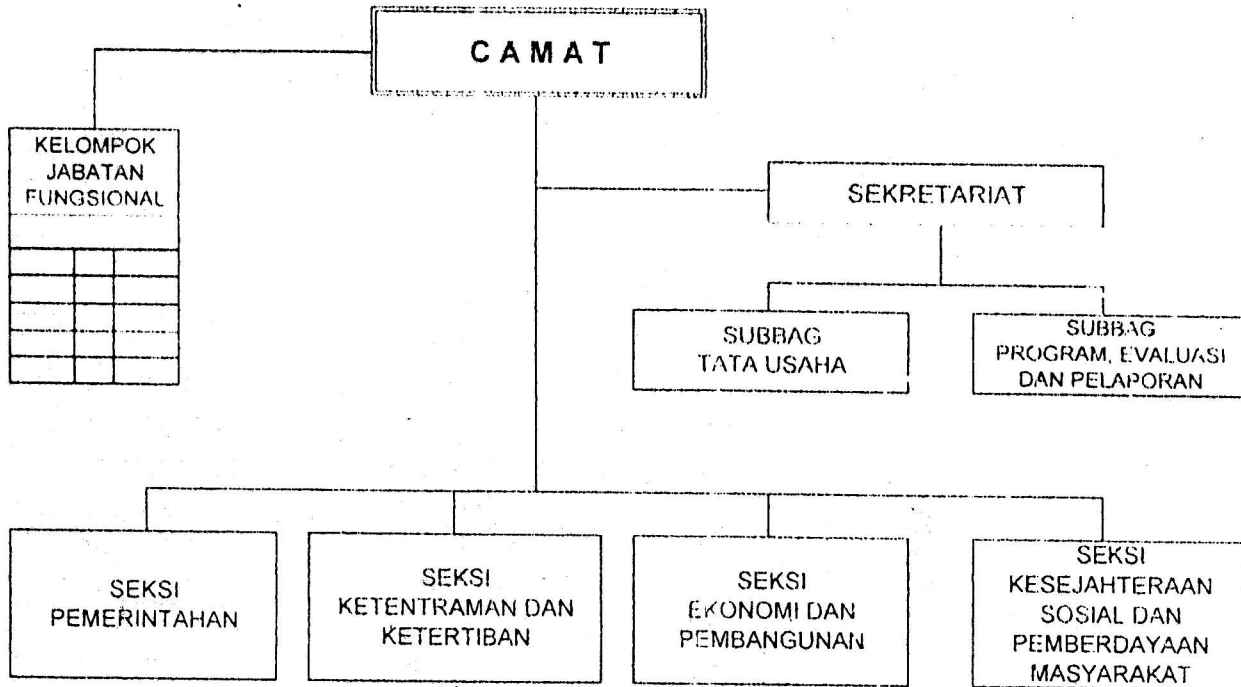 C A M A T
KELOMPOK
JABATAN
FUNGSIONAL
SEKRETARIAT
SUBBAG
TATA USAHA
SUBBAG
PROGRAM, EVALUASI
DAN PELAPORAN
SEKSI
PEMERINTAHAN
SEKSI
KETENTRAMAN DAN
KETERTIBAN
SEKSI
EKONOMI DAN
PEMBANGUNAN
SEKSI
KESEJAHTERAAN
SOSIAL DAN
PEMBERDAYAAN
MASYARAKAT